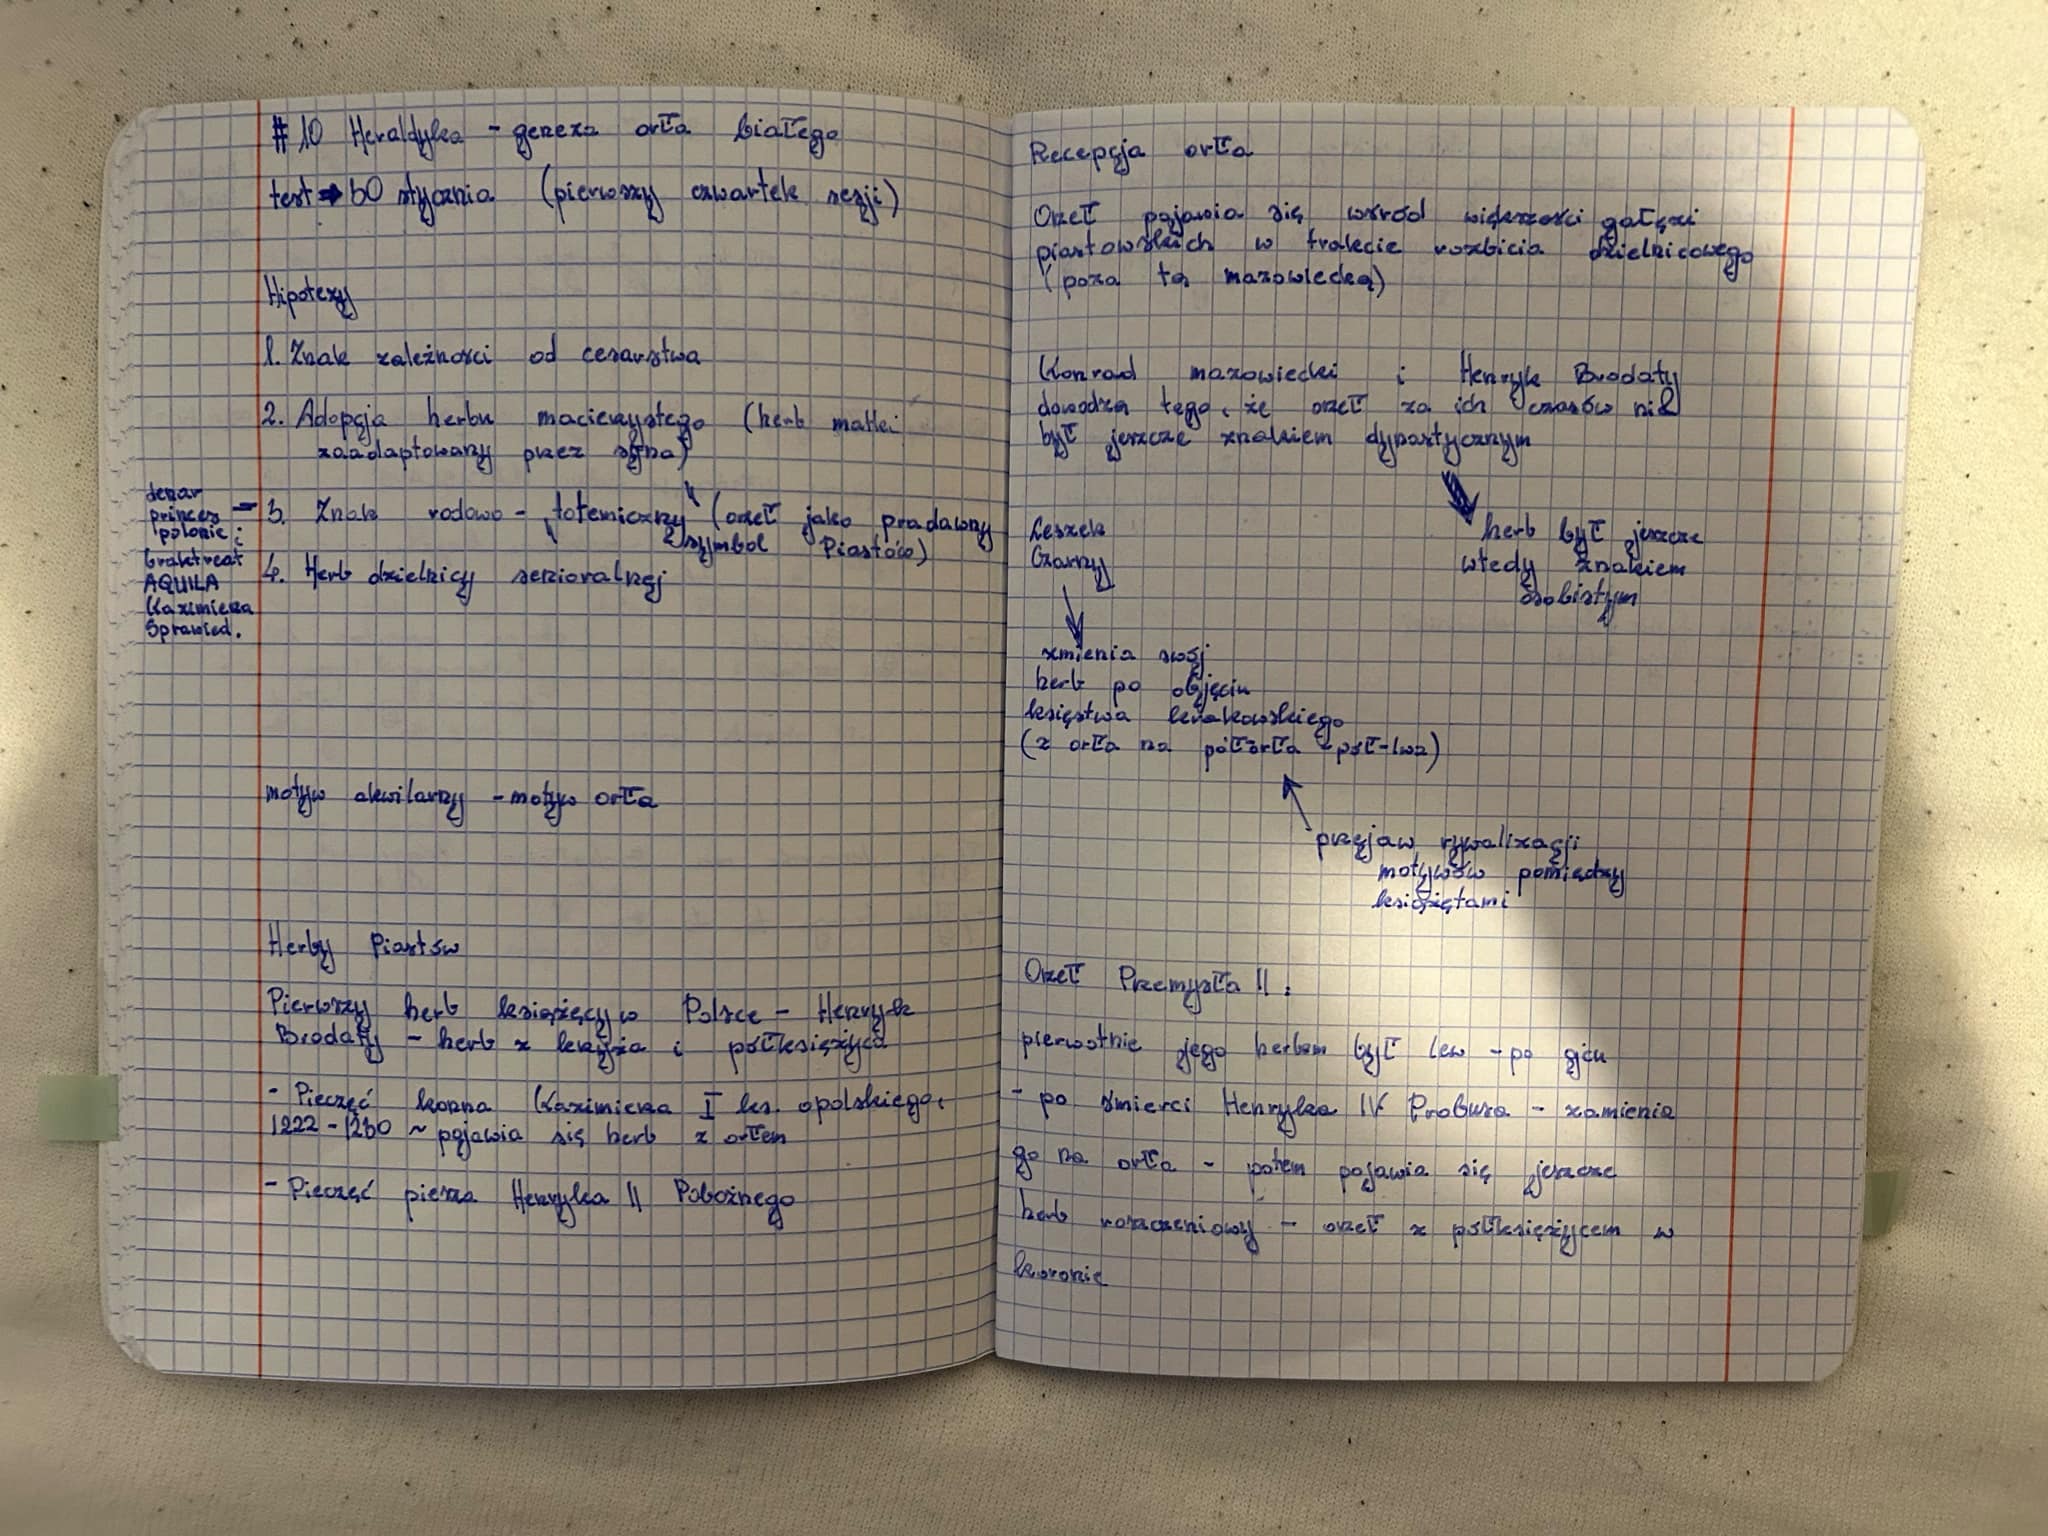 #10 Heraldyka - geneza orła białego
test → 30 stycznia (pierwszy czwartek sesji)
Hipotezy
1. Znak zależności od cesarstwa
2. Adopcja herbu macierzystego (herb matki
zaadaptowany przez syna)
3. Znak rodowo - „totemiczny" (orzeł jako pradawny
symbol Piastów)
denar
princes
polonie i
brakteat
AQUILA
Kazimierza
Sprawied.
4. Herb dzielnicy senioralnej
motyw akwilarny - motyw orła
Herby Piastów
Pierwszy herb książęcy w Polsce - Henryk
Brodaty - herb z krzyża i półksiężyca
- Pieczęć konna Kazimierza I ks. opolskiego,
1222 - 1230 ~ pojawia się herb z orłem
- Pieczęć piesza Henryka II Pobożnego
Recepcja orła
Orzeł pojawia się wśród większości gałęzi
piastowskich w trakcie rozbicia dzielnicowego
(poza tą mazowiecką)
Konrad mazowiecki i Henryk Brodaty
dowodzą tego, że orzeł za ich czasów nie
był jeszcze znakiem dynastycznym
herb był jeszcze
wtedy znakiem
osobistym
Leszek
Czarny
zmienia swój
herb po objęciu
księstwa krakowskiego
(z orła na półorła -pół-lwa)
przejaw rywalizacji
motywów pomiędzy
książętami
Orzeł Przemysła II :
pierwotnie jego herbem był lew - po ojcu
- po śmierci Henryka IV Probusa - zamienia
go na orła - potem pojawia się jeszcze
herb roszczeniowy - orzeł z półksiężycem w
koronie